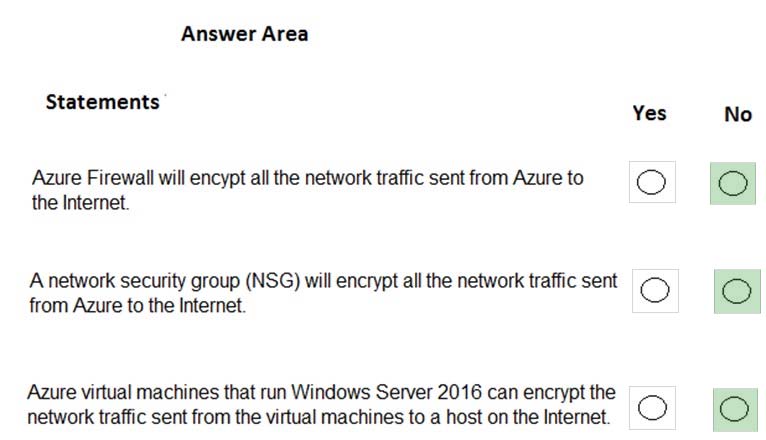 Answer Area
Statements
Yes No
Azure Firewall will encypt all the network traffic sent from Azure to
the Internet.
A network security group (NSG) will encrypt all the network traffic sent
from Azure to the Internet.
Azure virtual machines that run Windows Server 2016 can encrypt the
network traffic sent from the virtual machines to a host on the Internet.